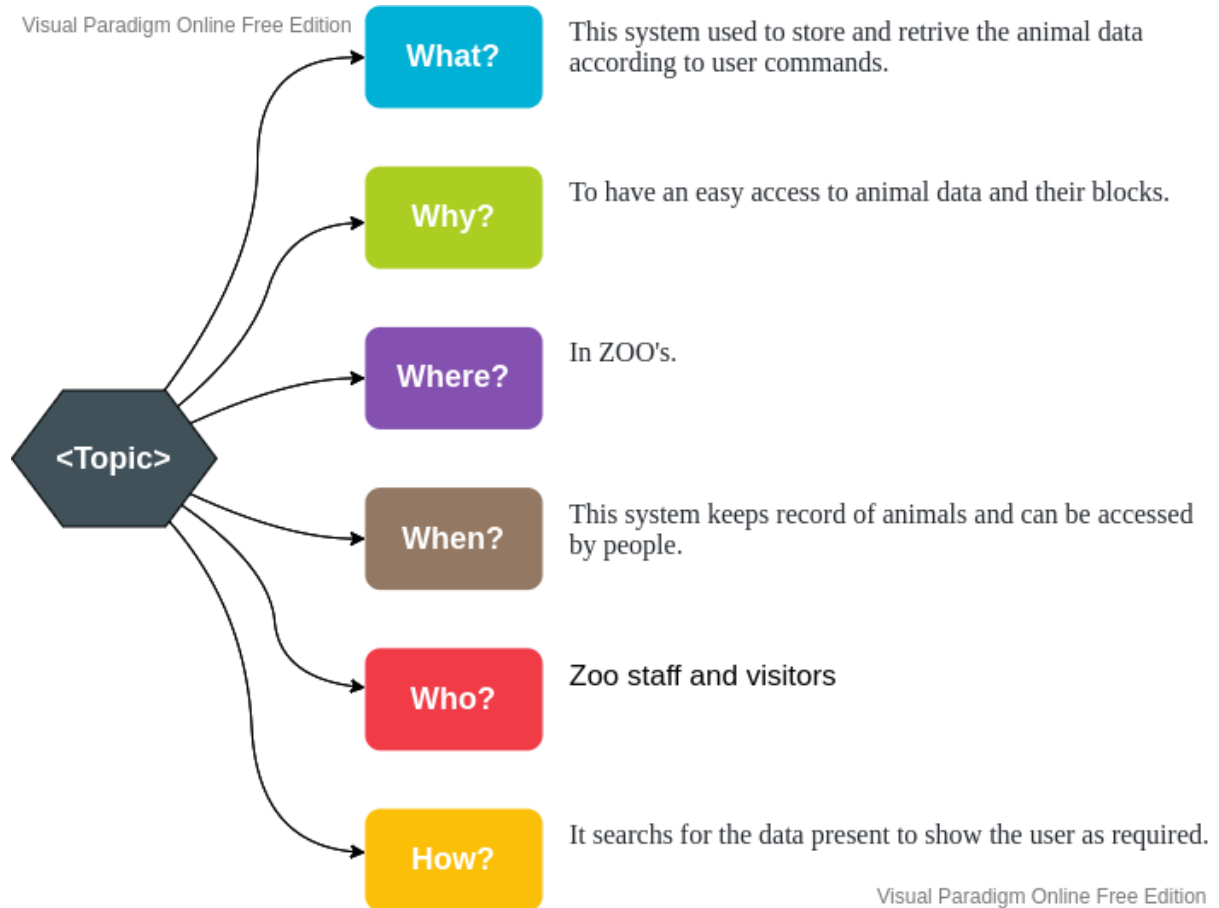 Visual Paradigm Online Free Edition
What?
This system used to store and retrive the animal data
according to user commands.
Why?
To have an easy access to animal data and their blocks.
Where?
In ZOO's.
<Topic>
When?
This system keeps record of animals and can be accessed
by people.
Who?
Zoo staff and visitors
How?
It searchs for the data present to show the user as required.
Visual Paradigm Online Free Edition